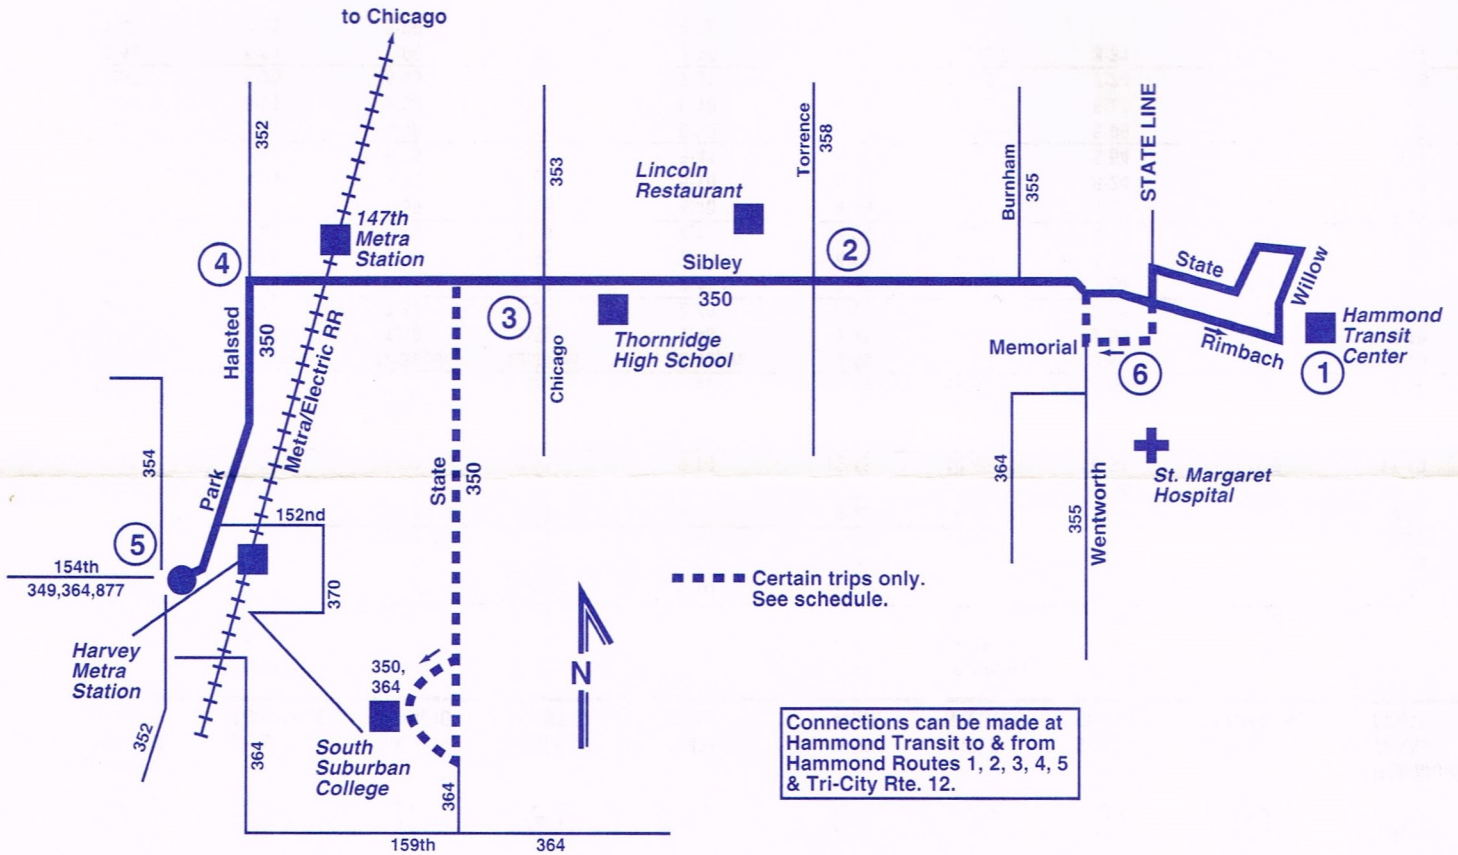 to Chicago
352
353
Torrence
358
Burnham
355
STATE LINE
Lincoln
Restaurant
147th
Metra
Station
4
2
Sibley
350
State
Willow
Halsted
350
3
Thornridge
High School
Chicago
Memorial
Rimbach
6
Hammond
Transit
Center
1
Metra/Electric RR
354
Park
State
350
364
355
Wentworth
St. Margaret
Hospital
152nd
5
154th
349,364,877
370
Certain trips only.
See schedule.
Harvey
Metra
Station
350,
364
N
352
364
South
Suburban
College
364
Connections can be made at
Hammond Transit to & from
Hammond Routes 1, 2, 3, 4, 5
& Tri-City Rte. 12.
159th
364